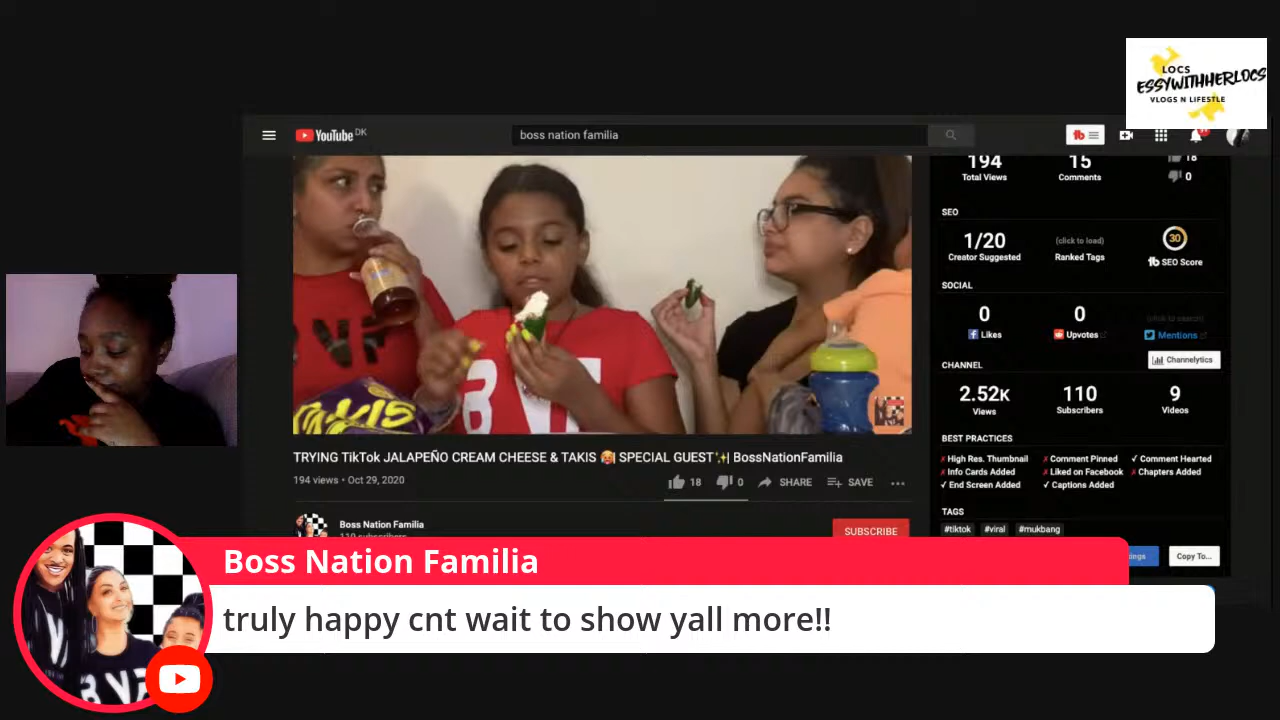 LOCS
ESSYWITHHERLOCS
VLOGS N LIFESTLE
YouTube DK
boss nation familia
194
Total Views
15
Comments
18
0
SEO
1/20
Creator Suggested
(click to load)
Ranked Tags
30
SEO Score
SOCIAL
0
Likes
0
Upvotes
Mentions
CHANNEL
Channelytics
2.52K
Views
110
Subscribers
9
Videos
BEST PRACTICES
✗ High Res. Thumbnail ✗ Comment Pinned ✓ Comment Hearted
✗ Info Cards Added ✗ Liked on Facebook ✗ Chapters Added
✓ End Screen Added ✓ Captions Added
TAGS
#tiktok #viral #mukbang
Copy To...
BVF
TAKIS
BVF
TRYING TikTok JALAPEÑO CREAM CHEESE & TAKIS 🥵 SPECIAL GUEST✨| BossNationFamilia
194 views • Oct 29, 2020
18 0 SHARE SAVE ...
Boss Nation Familia
110 subscribers
SUBSCRIBE
Boss Nation Familia
truly happy cnt wait to show yall more!!